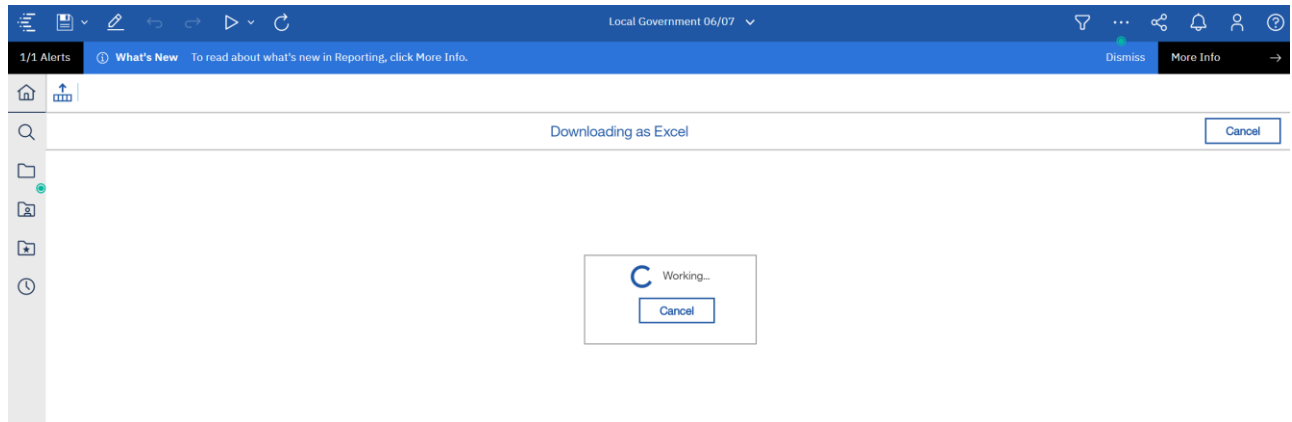 Local Government 06/07
1/1 Alerts What's New To read about what's new in Reporting, click More Info. Dismiss More Info
Downloading as Excel Cancel
Working...
Cancel